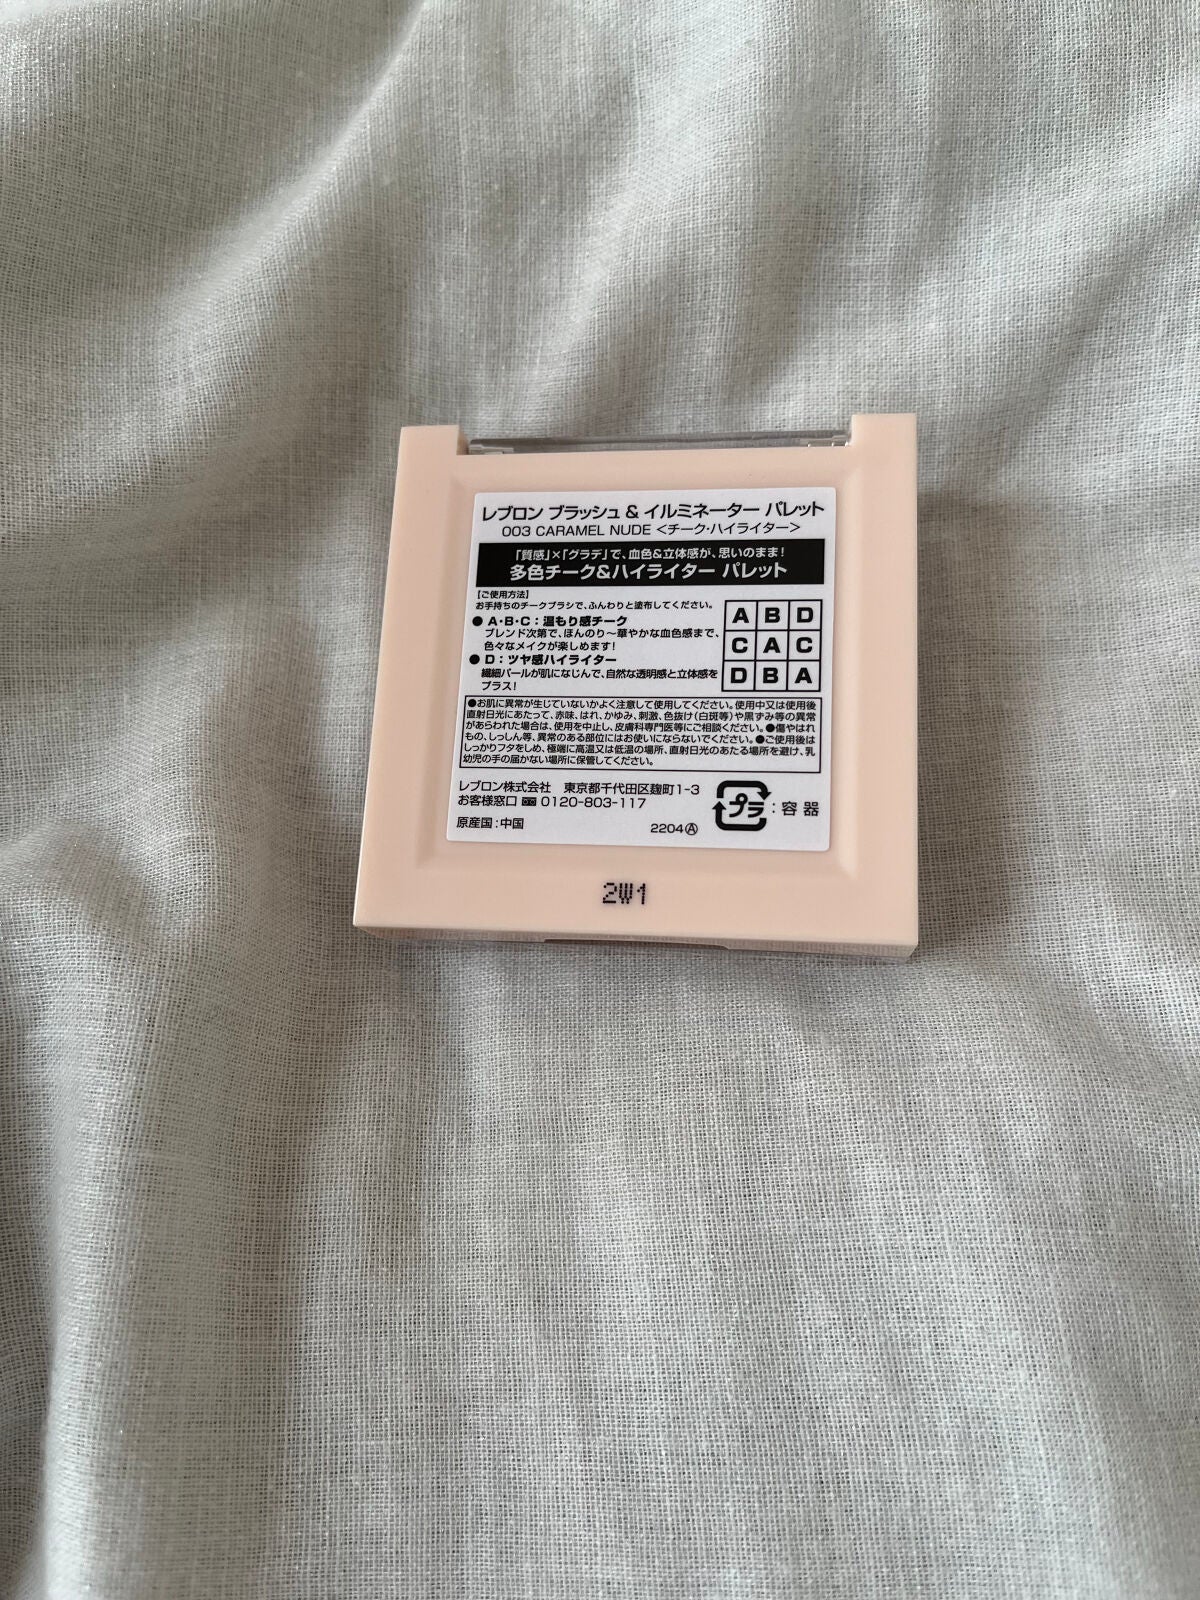 レブロン ブラッシュ & イルミネーター パレット
003 CARAMEL NUDE <チーク・ハイライター>
「質感」×「グラデ」で、血色&立体感が、思いのまま!
多色チーク&ハイライター パレット
【ご使用方法】
お手持ちのチークブラシで、ふんわりと塗布してください。
● A・B・C:温もり感チーク
ブレンド次第で、ほんのり～華やかな血色感まで、
色々なメイクが楽しめます!
● D:ツヤ感ハイライター
繊細パールが肌になじんで、自然な透明感と立体感を
プラス!
A B D
C A C
D B A
●お肌に異常が生じていないかよく注意して使用してください。使用中又は使用後
直射日光にあたって、赤味、はれ、かゆみ、刺激、色抜け(白斑等)や黒ずみ等の異常
があらわれた場合は、使用を中止し、皮膚科専門医等にご相談ください。●傷やはれ
もの、しっしん等、異常のある部位にはお使いにならないでください。●ご使用後は
しっかりフタをしめ、極端に高温又は低温の場所、直射日光のあたる場所を避け、乳
幼児の手の届かない場所に保管してください。
レブロン株式会社 東京都千代田区麹町1-3
お客様窓口 0120-803-117
プラ:容器
原産国:中国
2204Ⓐ
2W1